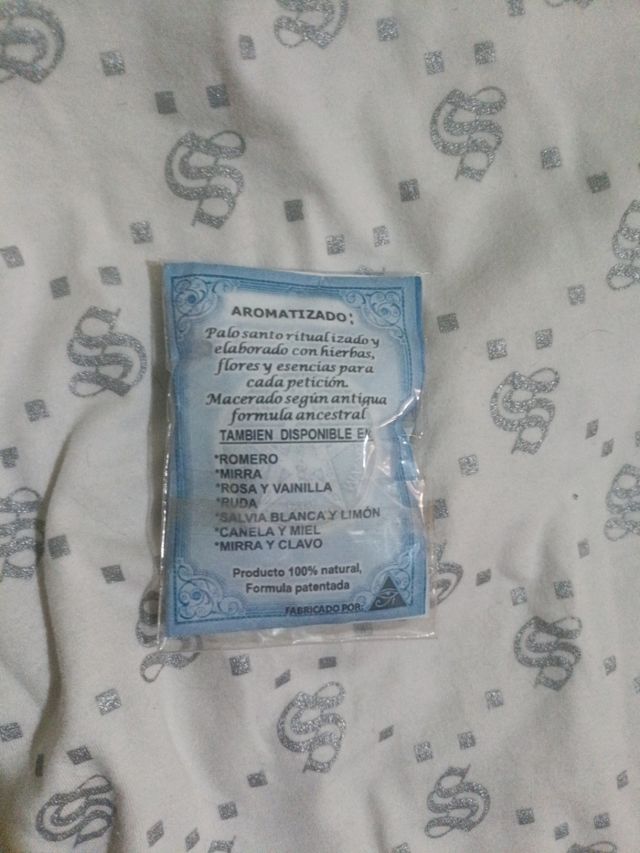 AROMATIZADO:
Palo santo ritualizado y
elaborado con hierbas,
flores y esencías para
cada petición.
Macerado según antigua
formula ancestral
TAMBIEN DISPONIBLE EN
*ROMERO
*MIRRA
*ROSA Y VAINILLA
*RUDA
*SALVIA BLANCA Y LIMÓN
*CANELA Y MIEL
*MIRRA Y CLAVO
Producto 100% natural,
Formula patentada
FABRICADO POR: